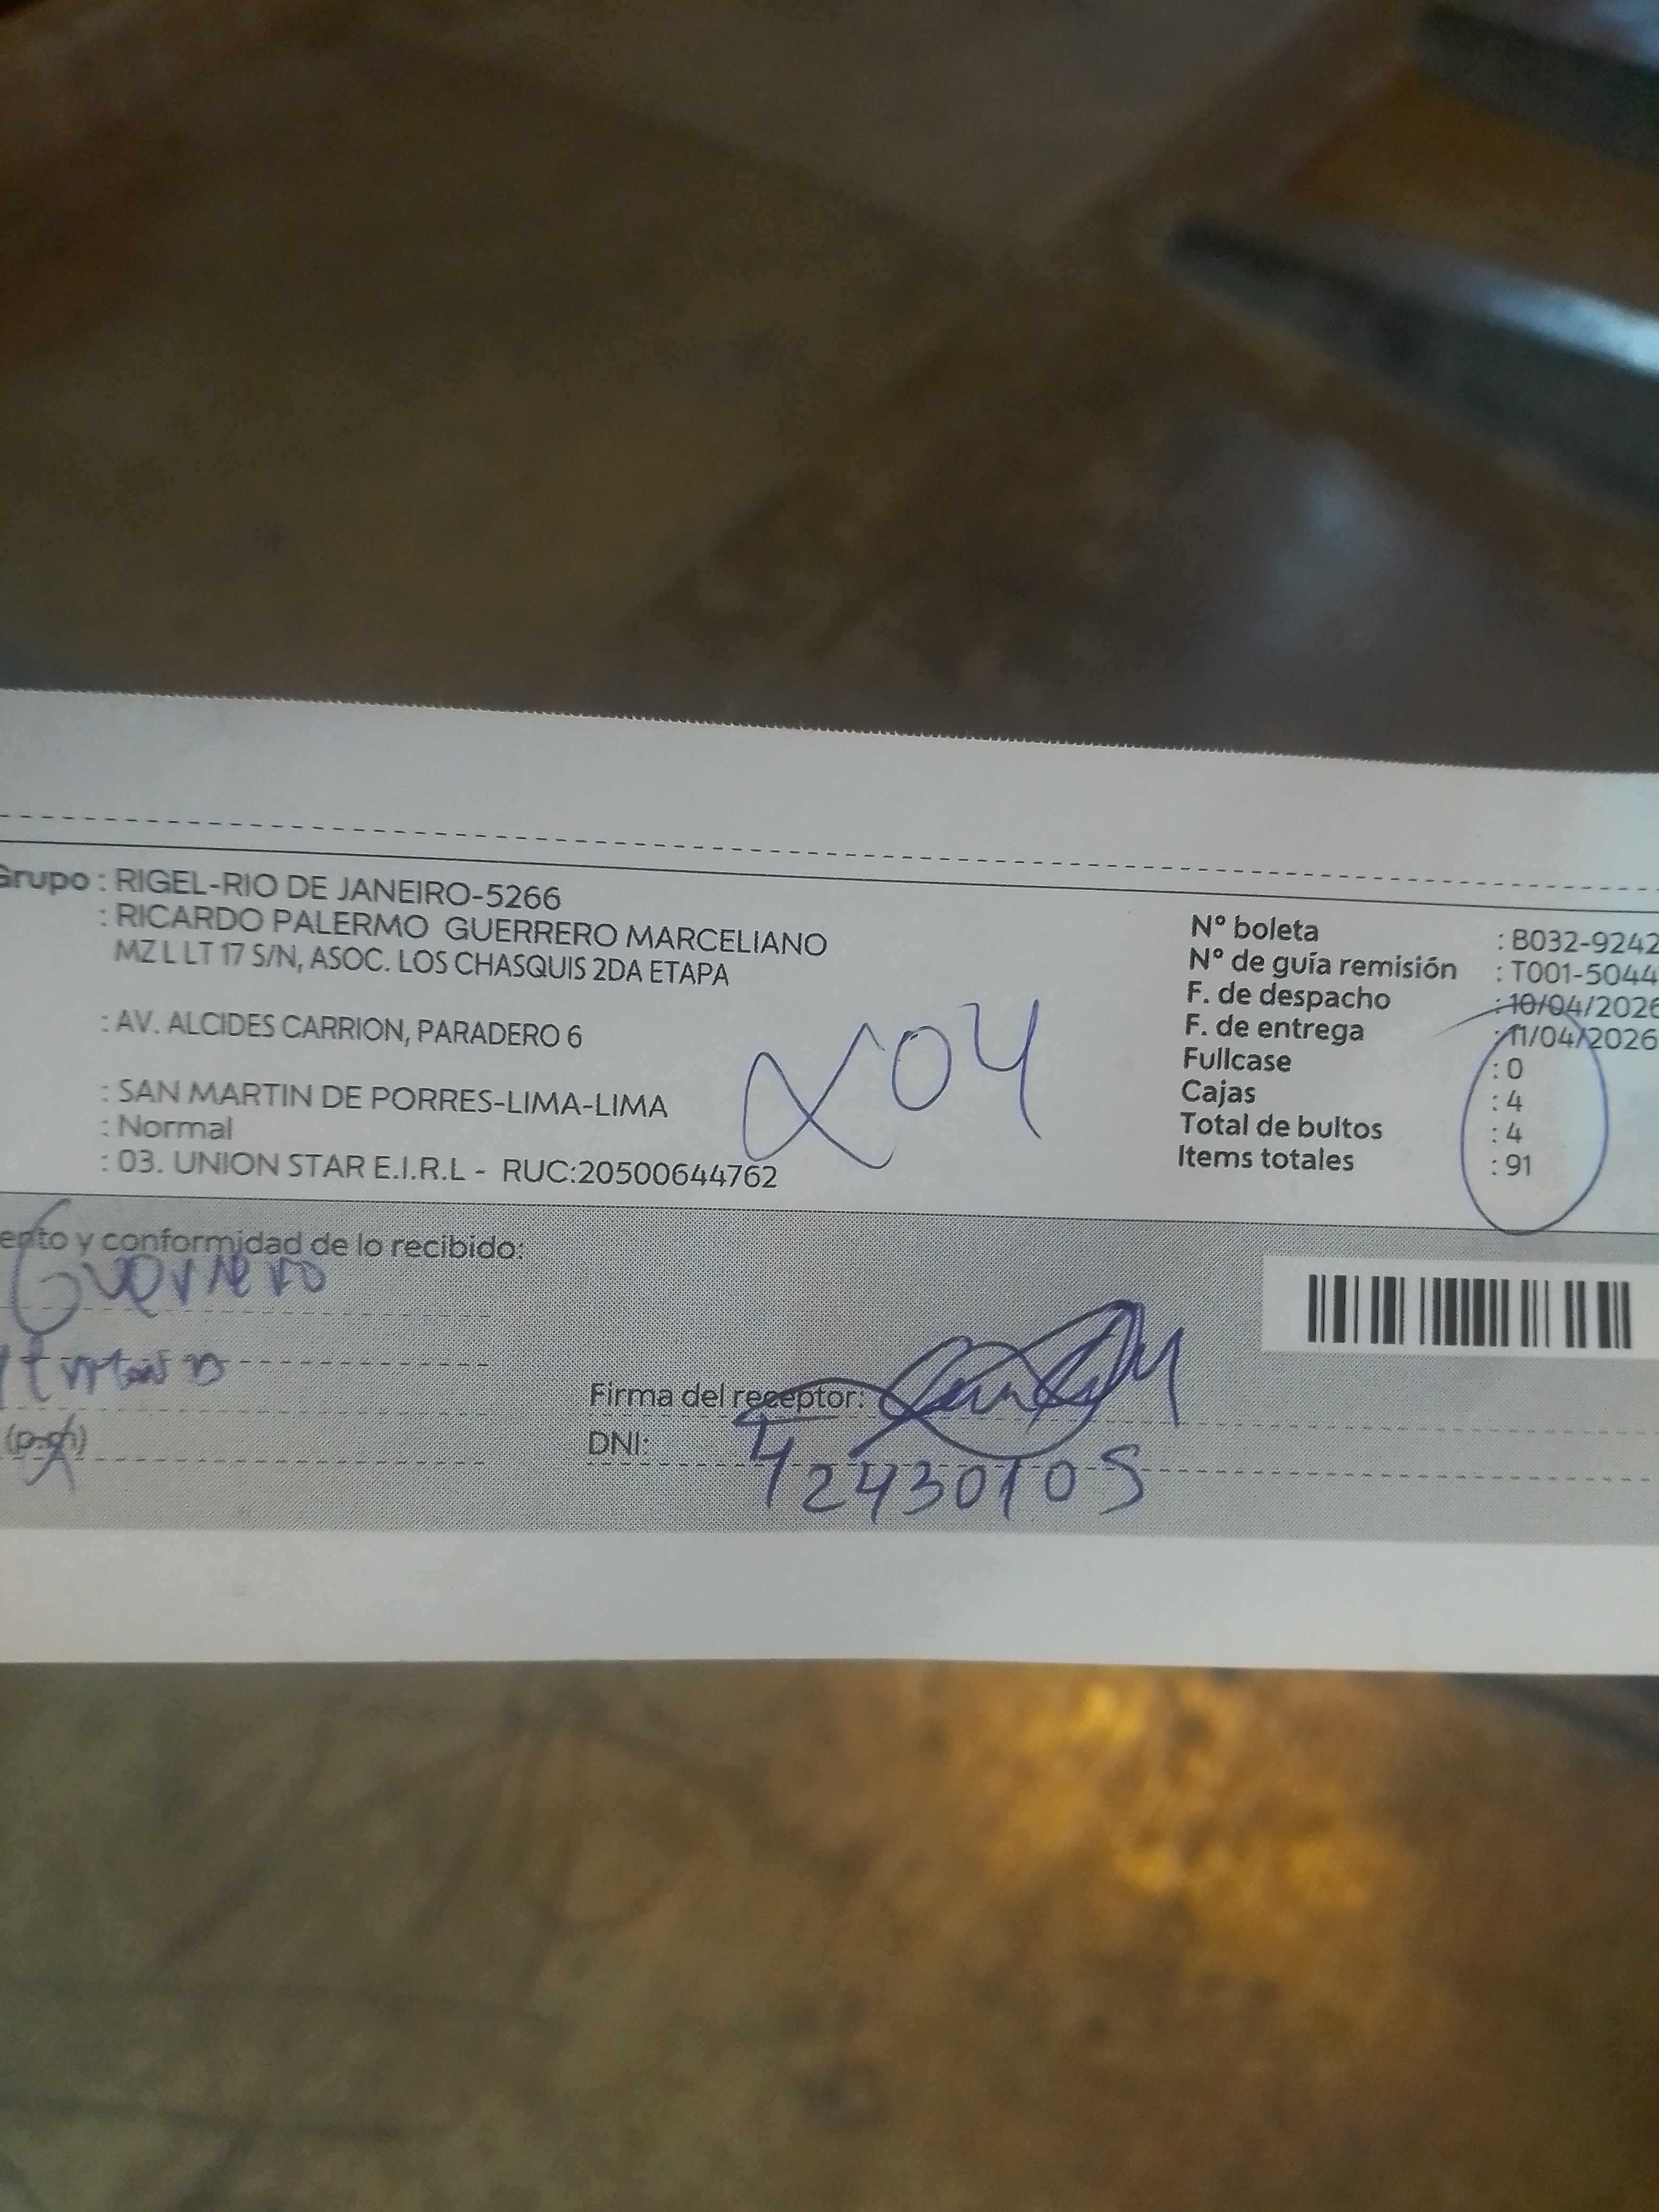 Grupo : RIGEL-RIO DE JANEIRO-5266
: RICARDO PALERMO GUERRERO MARCELIANO
MZ L LT 17 S/N, ASOC. LOS CHASQUIS 2DA ETAPA
: AV. ALCIDES CARRION, PARADERO 6
: SAN MARTIN DE PORRES-LIMA-LIMA
: Normal
: 03. UNION STAR E.I.R.L - RUC:20500644762
X04
N° boleta : B032-9242
N° de guía remisión : T001-5044
F. de despacho : 10/04/2026
F. de entrega : 11/04/2026
Fullcase : 0
Cajas : 4
Total de bultos : 4
Items totales : 91
ento y conformidad de lo recibido:
Guerrero
Firma del receptor:
DNI: 42430105